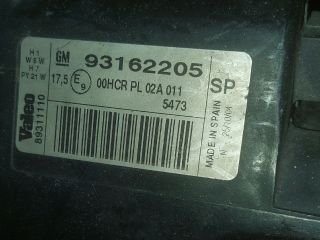 H1
W5W
H7
PY21W
GM 93162205
17,5 E9 00HCR PL 02A 011
5473
SP
Valeo
89311110
MADE IN SPAIN